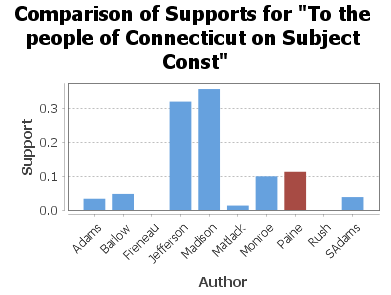 Comparison of Supports for "To the
people of Connecticut on Subject
Const"
Support
0.3
0.2
0.1
0.0
Adams
Barlow
Freneau
Jefferson
Madison
Matlack
Monroe
Paine
Rush
SAdams
Author